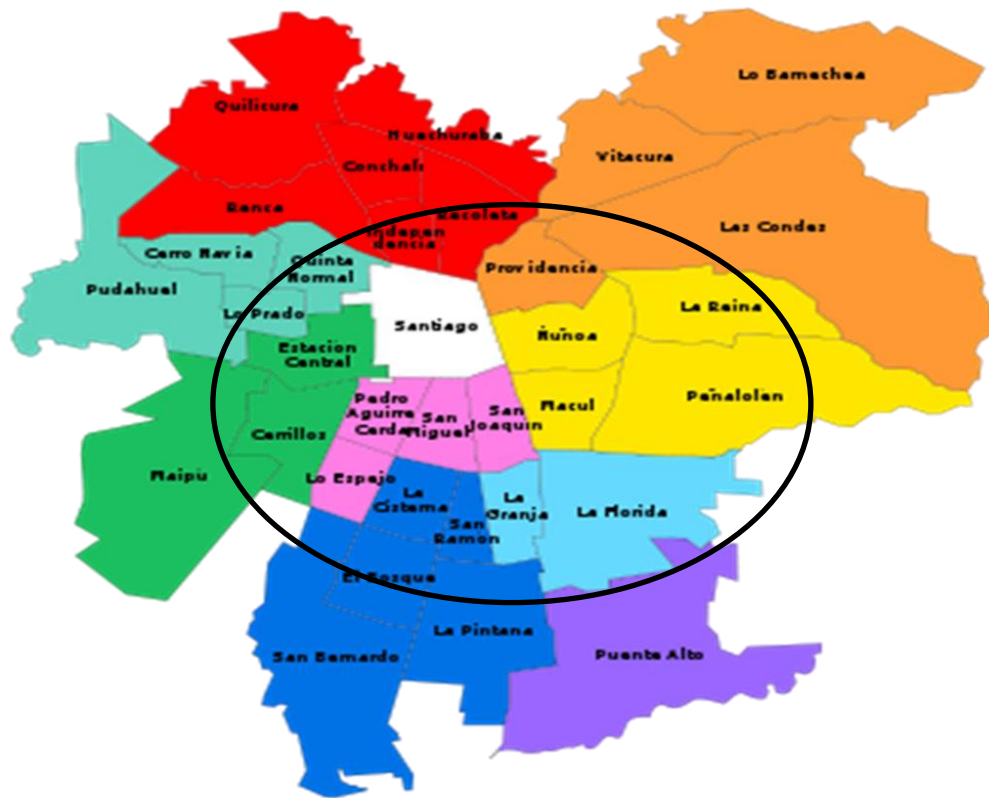 Lo Barnechea
Quilicura
Huechuraba
Vitacura
Conchalí
Renca
Recoleta
Las Condes
Indepen
dencia
Cerro Navia
Quinta
Normal
Providencia
Pudahuel
La Reina
Lo Prado
Santiago
Ñuñoa
Estacion
Central
Peñalolen
Pedro
Aguirre
Cerda
San
Miguel
San
Joaquin
Macul
Cerrillos
Maipú
Lo Espejo
La
Cisterna
La
Granja
La Florida
San
Ramon
El Bosque
La Pintana
San Bernardo
Puente Alto